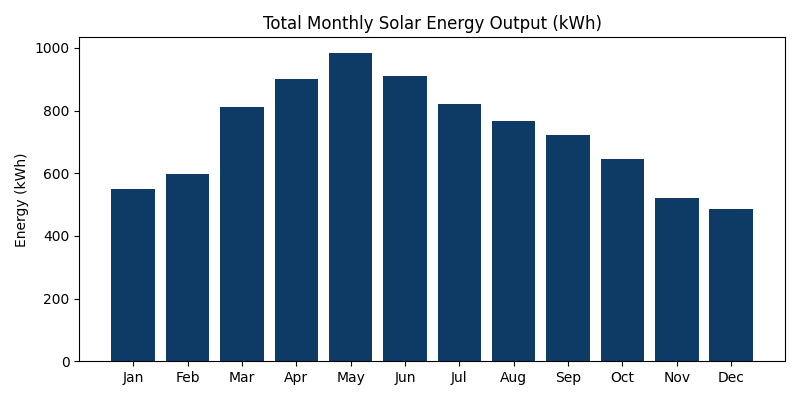 Total Monthly Solar Energy Output (kWh)
Energy (kWh)
1000
800
600
400
200
0
Jan Feb Mar Apr May Jun Jul Aug Sep Oct Nov Dec